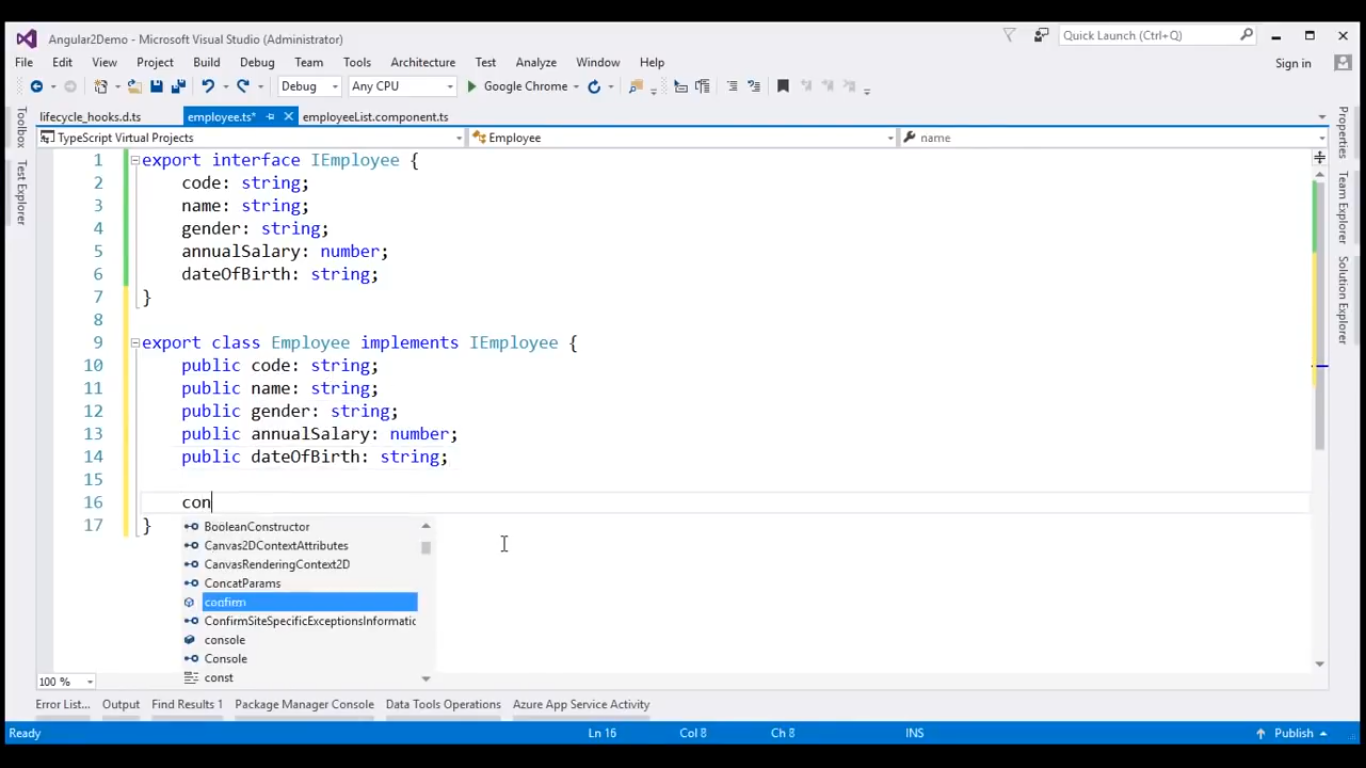 Angular2Demo - Microsoft Visual Studio (Administrator)
Quick Launch (Ctrl+Q)
File Edit View Project Build Debug Team Tools Architecture Test Analyze Window Help
Sign in
Debug Any CPU Google Chrome
lifecycle_hooks.d.ts employee.ts* employeeList.component.ts
TypeScript Virtual Projects Employee name
Toolbox
Test Explorer
1 export interface IEmployee {
2 code: string;
3 name: string;
4 gender: string;
5 annualSalary: number;
6 dateOfBirth: string;
7 }
8
9 export class Employee implements IEmployee {
10 public code: string;
11 public name: string;
12 public gender: string;
13 public annualSalary: number;
14 public dateOfBirth: string;
15
16 con
17 }
BooleanConstructor
Canvas2DContextAttributes
CanvasRenderingContext2D
ConcatParams
confirm
ConfirmSiteSpecificExceptionsInformatic
console
Console
const
Properties
Team Explorer
Solution Explorer
100 %
Error List... Output Find Results 1 Package Manager Console Data Tools Operations Azure App Service Activity
Ready Ln 16 Col 8 Ch 8 INS Publish